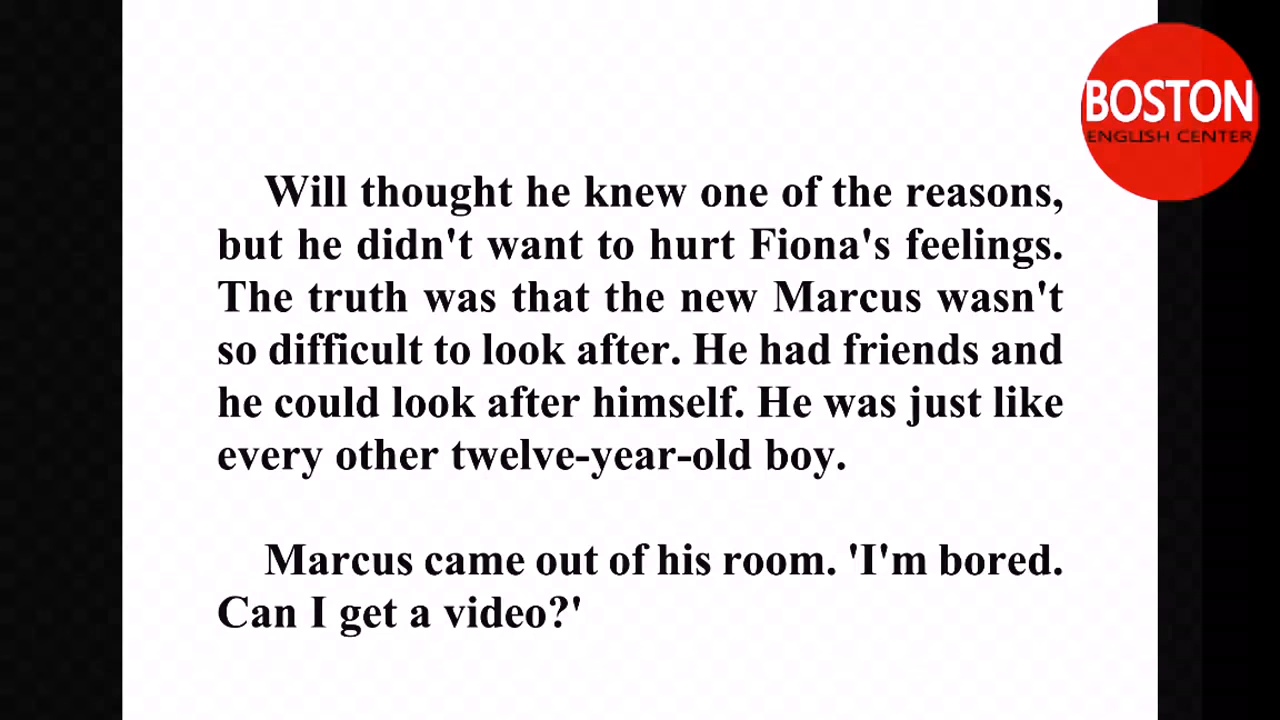 BOSTON
ENGLISH CENTER
Will thought he knew one of the reasons,
but he didn't want to hurt Fiona's feelings.
The truth was that the new Marcus wasn't
so difficult to look after. He had friends and
he could look after himself. He was just like
every other twelve-year-old boy.
Marcus came out of his room. 'I'm bored.
Can I get a video?'